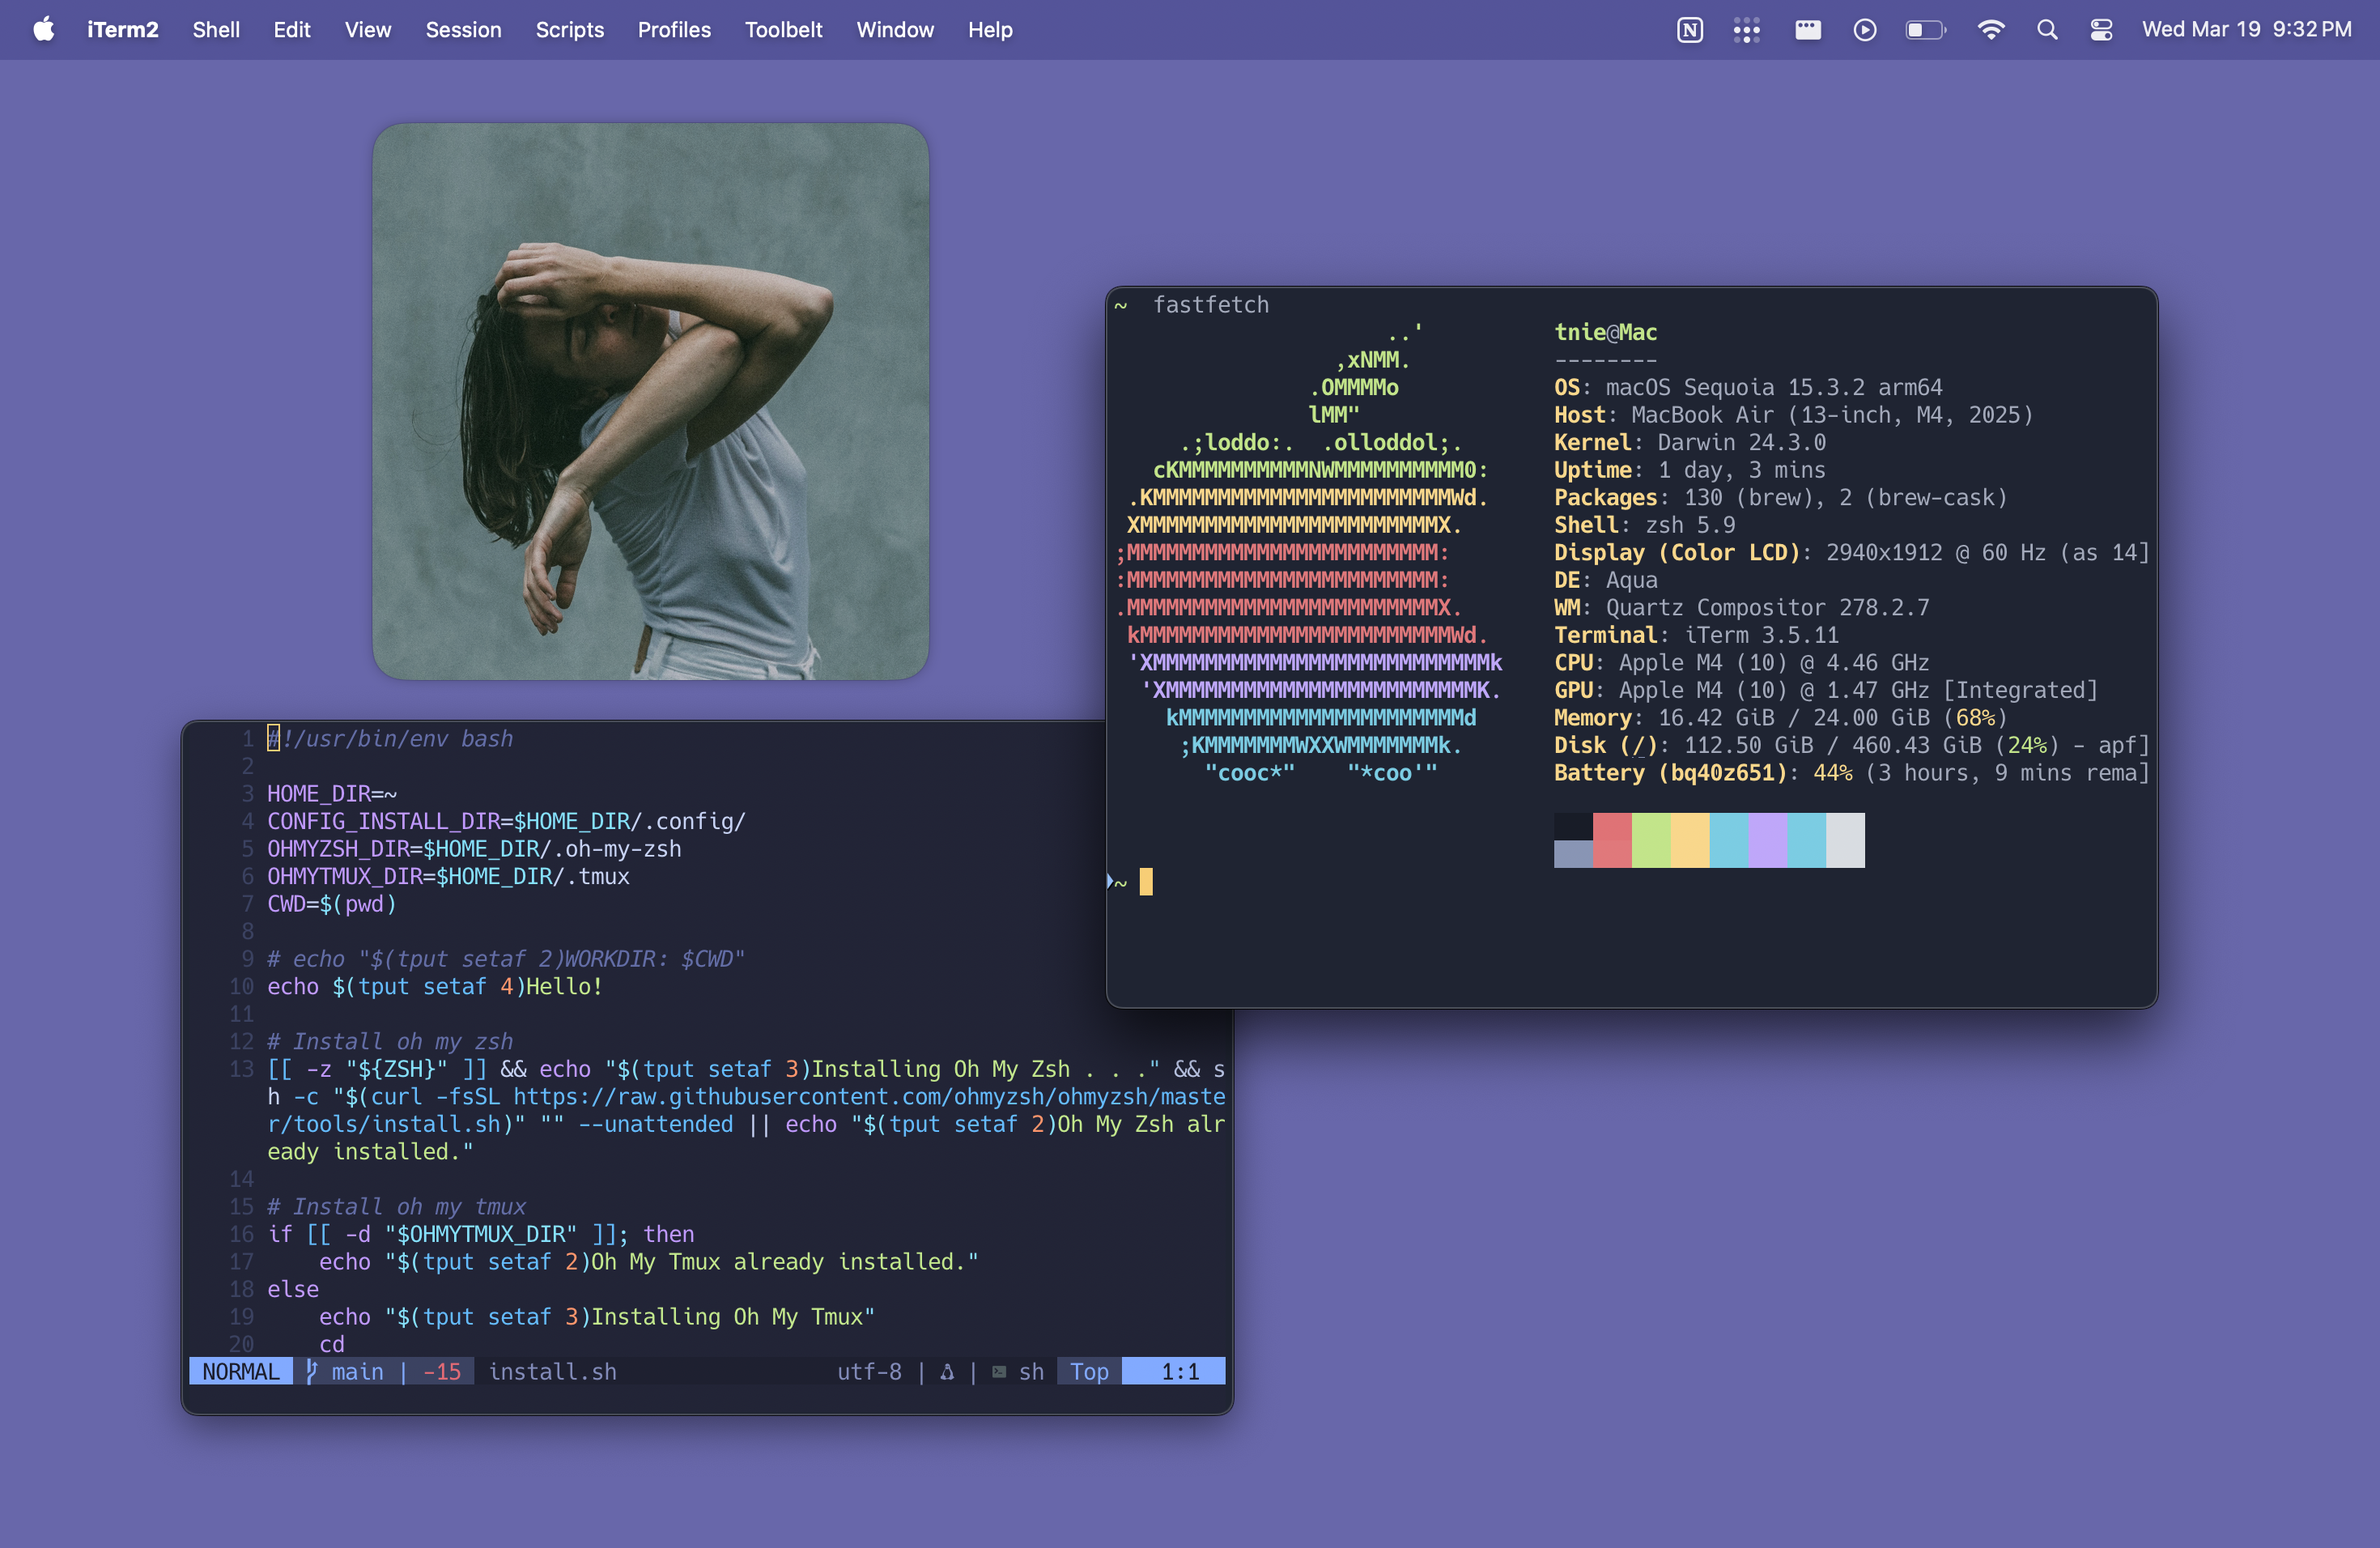 iTerm2 Shell Edit View Session Scripts Profiles Toolbelt Window Help
Wed Mar 19 9:32 PM
~ fastfetch
..'
,xNMM.
.OMMMMo
lMM"
.;loddo:. .olloddol;.
cKMMMMMMMMMMNWMMMMMMMMMM0:
.KMMMMMMMMMMMMMMMMMMMMMMMWd.
XMMMMMMMMMMMMMMMMMMMMMMMX.
;MMMMMMMMMMMMMMMMMMMMMMMM:
:MMMMMMMMMMMMMMMMMMMMMMMM:
.MMMMMMMMMMMMMMMMMMMMMMMMX.
kMMMMMMMMMMMMMMMMMMMMMMMMWd.
'XMMMMMMMMMMMMMMMMMMMMMMMMMMk
'XMMMMMMMMMMMMMMMMMMMMMMMMK.
kMMMMMMMMMMMMMMMMMMMMMMd
;KMMMMMMMWXXWMMMMMMMk.
"cooc*" "*coo'"
tnie@Mac
--------
OS: macOS Sequoia 15.3.2 arm64
Host: MacBook Air (13-inch, M4, 2025)
Kernel: Darwin 24.3.0
Uptime: 1 day, 3 mins
Packages: 130 (brew), 2 (brew-cask)
Shell: zsh 5.9
Display (Color LCD): 2940x1912 @ 60 Hz (as 14]
DE: Aqua
WM: Quartz Compositor 278.2.7
Terminal: iTerm 3.5.11
CPU: Apple M4 (10) @ 4.46 GHz
GPU: Apple M4 (10) @ 1.47 GHz [Integrated]
Memory: 16.42 GiB / 24.00 GiB (68%)
Disk (/): 112.50 GiB / 460.43 GiB (24%) - apf]
Battery (bq40z651): 44% (3 hours, 9 mins rema]
~
1 #!/usr/bin/env bash
2
3 HOME_DIR=~
4 CONFIG_INSTALL_DIR=$HOME_DIR/.config/
5 OHMYZSH_DIR=$HOME_DIR/.oh-my-zsh
6 OHMYTMUX_DIR=$HOME_DIR/.tmux
7 CWD=$(pwd)
8
9 # echo "$(tput setaf 2)WORKDIR: $CWD"
10 echo $(tput setaf 4)Hello!
11
12 # Install oh my zsh
13 [[ -z "${ZSH}" ]] && echo "$(tput setaf 3)Installing Oh My Zsh . . ." && s
h -c "$(curl -fsSL https://raw.githubusercontent.com/ohmyzsh/ohmyzsh/maste
r/tools/install.sh)" "" --unattended || echo "$(tput setaf 2)Oh My Zsh alr
eady installed."
14
15 # Install oh my tmux
16 if [[ -d "$OHMYTMUX_DIR" ]]; then
17 echo "$(tput setaf 2)Oh My Tmux already installed."
18 else
19 echo "$(tput setaf 3)Installing Oh My Tmux"
20 cd
NORMAL main | -15 install.sh utf-8 | | sh Top 1:1